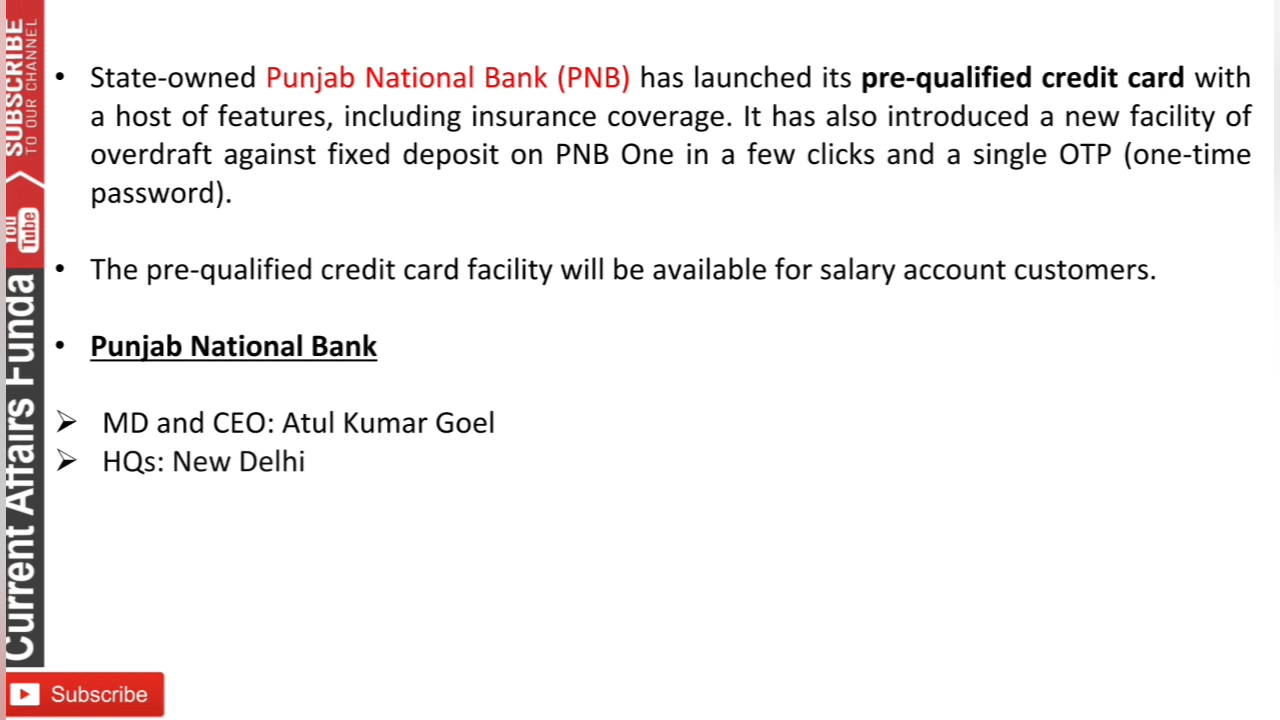 • State-owned Punjab National Bank (PNB) has launched its pre-qualified credit card with
a host of features, including insurance coverage. It has also introduced a new facility of
overdraft against fixed deposit on PNB One in a few clicks and a single OTP (one-time
password).
• The pre-qualified credit card facility will be available for salary account customers.
• Punjab National Bank
➢ MD and CEO: Atul Kumar Goel
➢ HQs: New Delhi
SUBSCRIBE
TO OUR CHANNEL
You
Tube
Current Affairs Funda
Subscribe